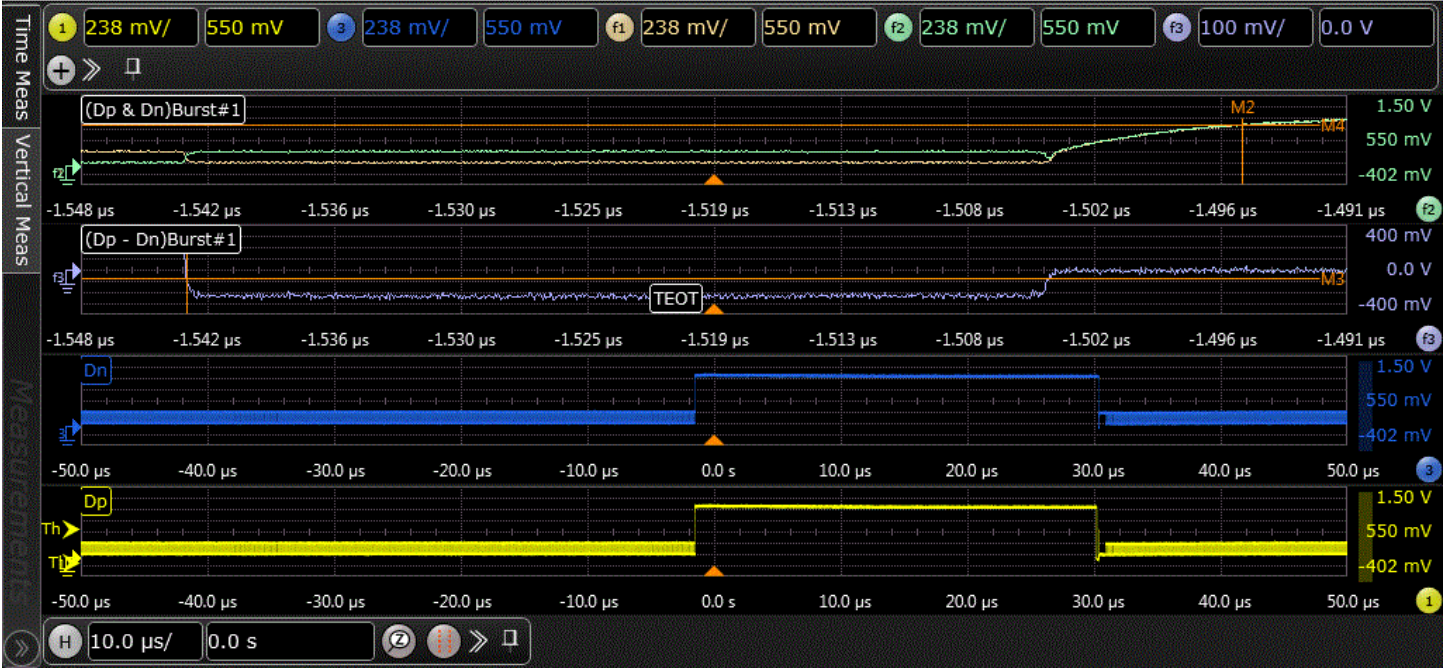 1 238 mV/ 550 mV 3 238 mV/ 550 mV f1 238 mV/ 550 mV f2 238 mV/ 550 mV f3 100 mV/ 0.0 V
Time Meas
Vertical Meas
Measurements
(Dp & Dn)Burst#1
M2
M4
1.50 V
550 mV
-402 mV
f2
-1.548 µs -1.542 µs -1.536 µs -1.530 µs -1.525 µs -1.519 µs -1.513 µs -1.508 µs -1.502 µs -1.496 µs -1.491 µs f2
(Dp - Dn)Burst#1
400 mV
0.0 V
f3
M3
TEOT
-400 mV
-1.548 µs -1.542 µs -1.536 µs -1.530 µs -1.525 µs -1.519 µs -1.513 µs -1.508 µs -1.502 µs -1.496 µs -1.491 µs f3
Dn
1.50 V
550 mV
3
-402 mV
-50.0 µs -40.0 µs -30.0 µs -20.0 µs -10.0 µs 0.0 s 10.0 µs 20.0 µs 30.0 µs 40.0 µs 50.0 µs 3
Dp
1.50 V
Th
550 mV
-402 mV
-50.0 µs -40.0 µs -30.0 µs -20.0 µs -10.0 µs 0.0 s 10.0 µs 20.0 µs 30.0 µs 40.0 µs 50.0 µs 1
H 10.0 µs/ 0.0 s Z